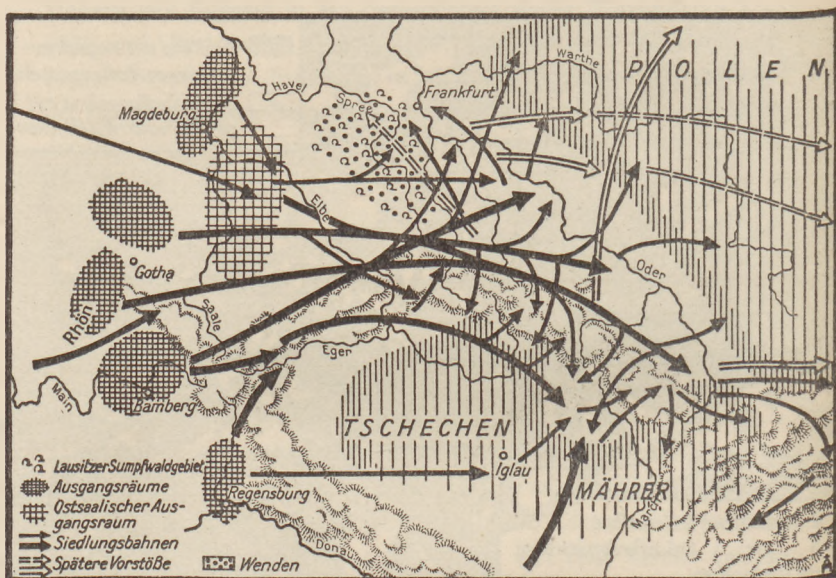 Warthe
POLEN
Havel
Frankfurt
Magdeburg
Spree
Elbe
Gotha
Oder
Rhön
Saale
Eger
Main
Bamberg
TSCHECHEN
Iglau
Regensburg
MÄHRER
March
Donau
Lausitzer Sumpfwaldgebiet
Ausgangsräume
Ostsaalischer Aus-
gangsraum
Siedlungsbahnen
Spätere Vorstöße
Wenden